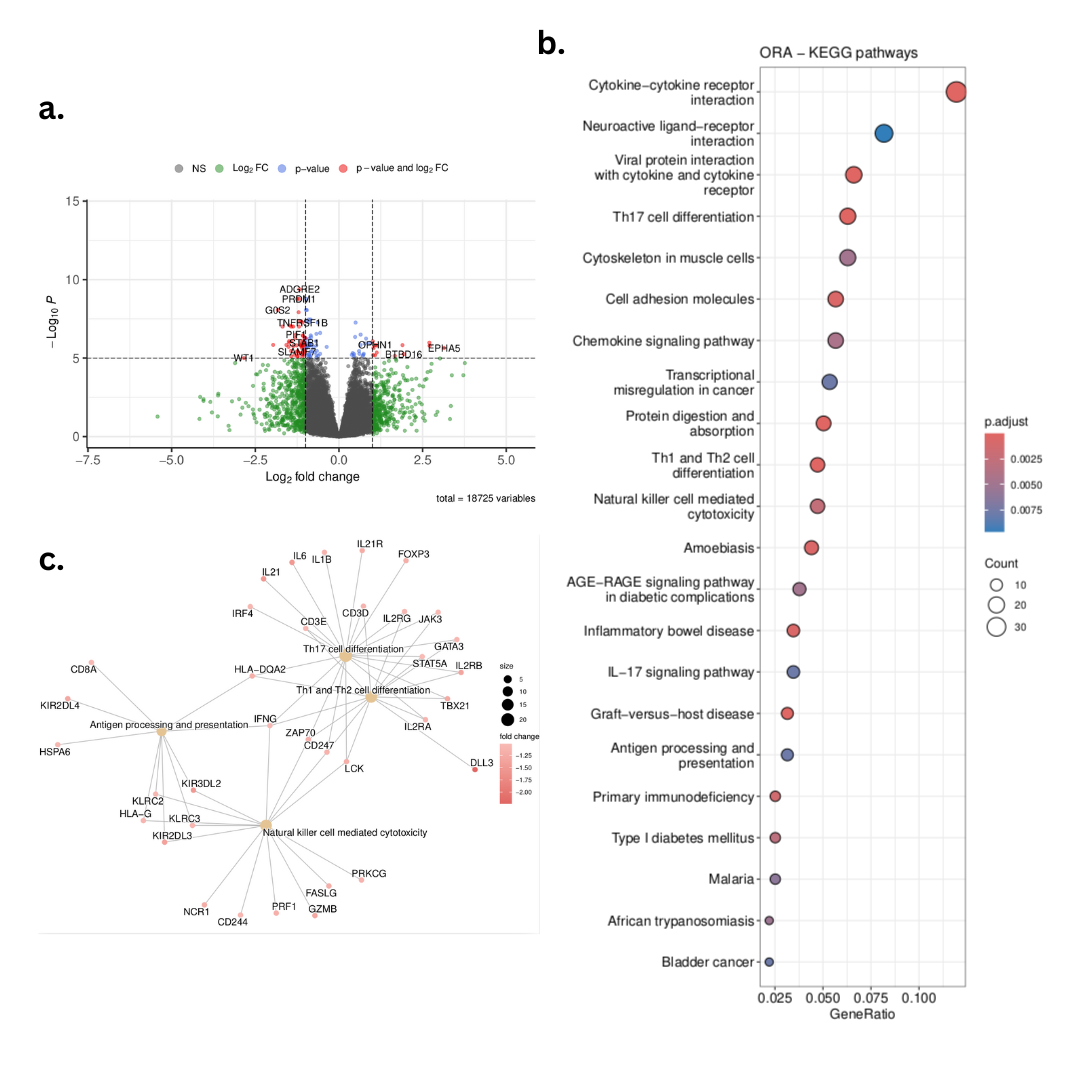 a.
NS Log2 FC p−value p − value and log2 FC
15
10
5
0
−Log10 P
ADGRE2
PRDM1
G0S2
TNFRSF1B
PIF1
STAB1
SLAMF7
WT1
OPHN1
BTBD16
EPHA5
−7.5 −5.0 −2.5 0.0 2.5 5.0
Log2 fold change
total = 18725 variables
b.
ORA − KEGG pathways
Cytokine−cytokine receptor
interaction
Neuroactive ligand−receptor
interaction
Viral protein interaction
with cytokine and cytokine
receptor
Th17 cell differentiation
Cytoskeleton in muscle cells
Cell adhesion molecules
Chemokine signaling pathway
Transcriptional
misregulation in cancer
Protein digestion and
absorption
Th1 and Th2 cell
differentiation
Natural killer cell mediated
cytotoxicity
Amoebiasis
AGE−RAGE signaling pathway
in diabetic complications
Inflammatory bowel disease
IL−17 signaling pathway
Graft−versus−host disease
Antigen processing and
presentation
Primary immunodeficiency
Type I diabetes mellitus
Malaria
African trypanosomiasis
Bladder cancer
0.025 0.050 0.075 0.100
GeneRatio
p.adjust
0.0025
0.0050
0.0075
Count
10
20
30
c.
IL21R
IL6
IL1B
FOXP3
IL21
IRF4
CD3D
CD3E
IL2RG
JAK3
GATA3
Th17 cell differentiation
STAT5A
IL2RB
CD8A
HLA−DQA2
Th1 and Th2 cell differentiation
KIR2DL4
TBX21
Antigen processing and presentation
IFNG
IL2RA
ZAP70
CD247
HSPA6
LCK
DLL3
KIR3DL2
KLRC2
HLA−G
KLRC3
KIR2DL3
Natural killer cell mediated cytotoxicity
PRKCG
FASLG
NCR1
PRF1
GZMB
CD244
size
5
10
15
20
fold change
−1.25
−1.50
−1.75
−2.00